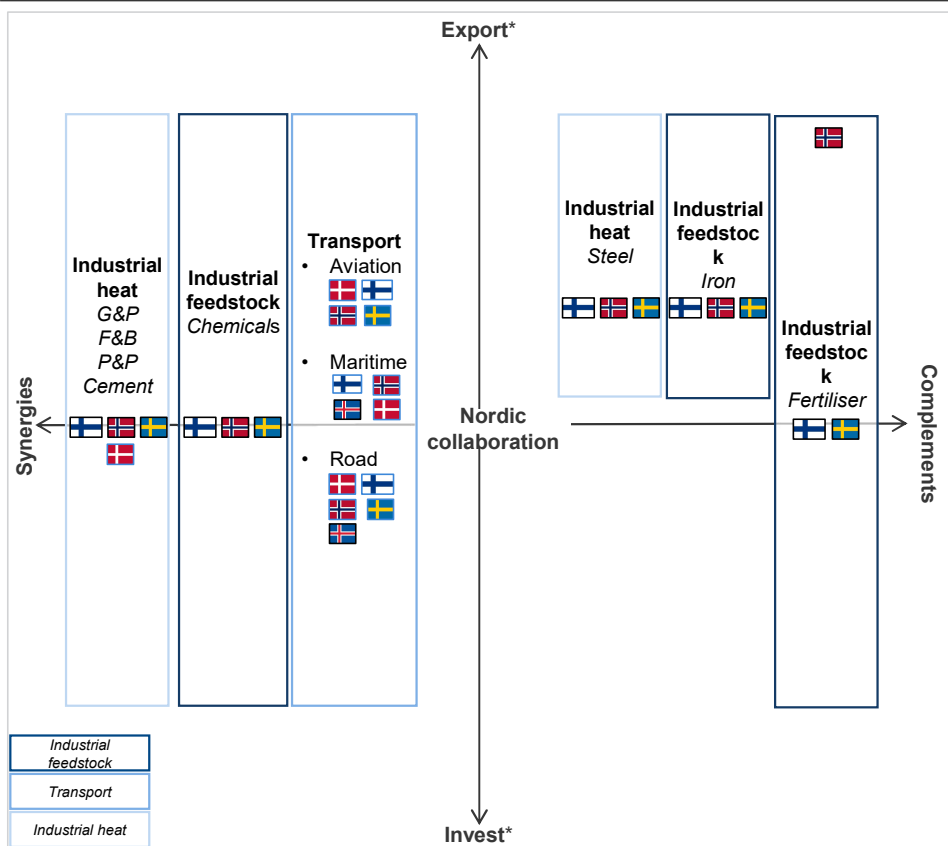 Export*
Industrial
heat
G&P
F&B
P&P
Cement
Industrial
feedstock
Chemicals
Transport
• Aviation
• Maritime
• Road
Industrial
heat
Steel
Industrial
feedstoc
k
Iron
Industrial
feedstoc
k
Fertiliser
Synergies
Nordic
collaboration
Complements
Industrial
feedstock
Transport
Industrial heat
Invest*